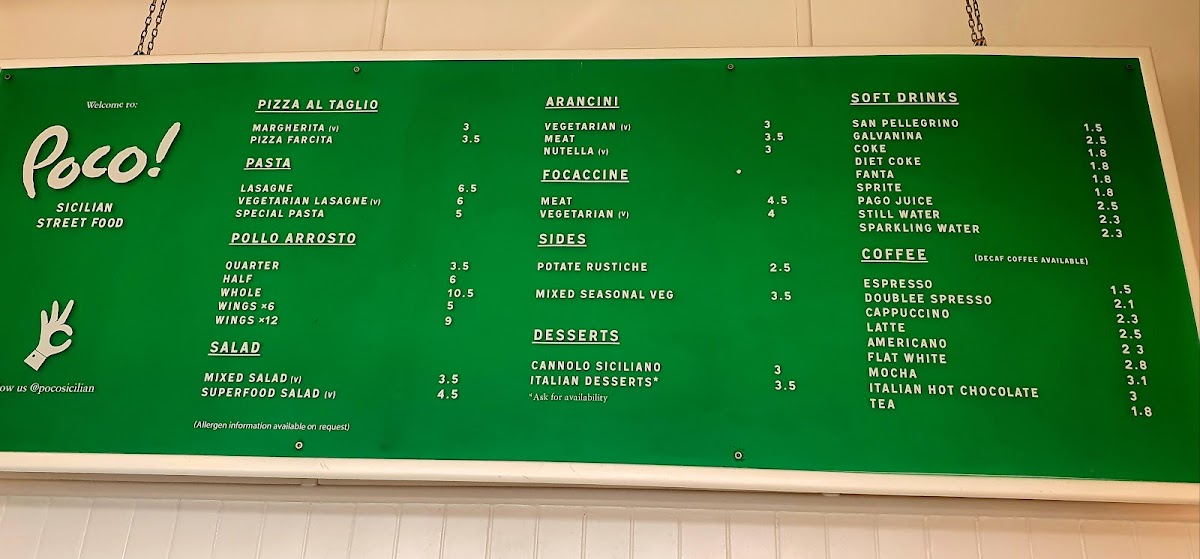 Welcome to:
Poco!
SICILIAN
STREET FOOD
ow us @pocosicilian
PIZZA AL TAGLIO
MARGHERITA (v) 3
PIZZA FARCITA 3.5
PASTA
LASAGNE 6.5
VEGETARIAN LASAGNE (v) 6
SPECIAL PASTA 5
POLLO ARROSTO
QUARTER 3.5
HALF 6
WHOLE 10.5
WINGS ×6 5
WINGS ×12 9
SALAD
MIXED SALAD (v) 3.5
SUPERFOOD SALAD (v) 4.5
(Allergen information available on request)
ARANCINI
VEGETARIAN (v) 3
MEAT 3.5
NUTELLA (v) 3
FOCACCINE
MEAT 4.5
VEGETARIAN (v) 4
SIDES
POTATE RUSTICHE 2.5
MIXED SEASONAL VEG 3.5
DESSERTS
CANNOLO SICILIANO 3
ITALIAN DESSERTS* 3.5
*Ask for availability
SOFT DRINKS
SAN PELLEGRINO 1.5
GALVANINA 2.5
COKE 1.8
DIET COKE 1.8
FANTA 1.8
SPRITE 1.8
PAGO JUICE 2.5
STILL WATER 2.3
SPARKLING WATER 2.3
COFFEE (DECAF COFFEE AVAILABLE)
ESPRESSO 1.5
DOUBLEE SPRESSO 2.1
CAPPUCCINO 2.3
LATTE 2.5
AMERICANO 2 3
FLAT WHITE 2.8
MOCHA 3.1
ITALIAN HOT CHOCOLATE 3
TEA 1.8